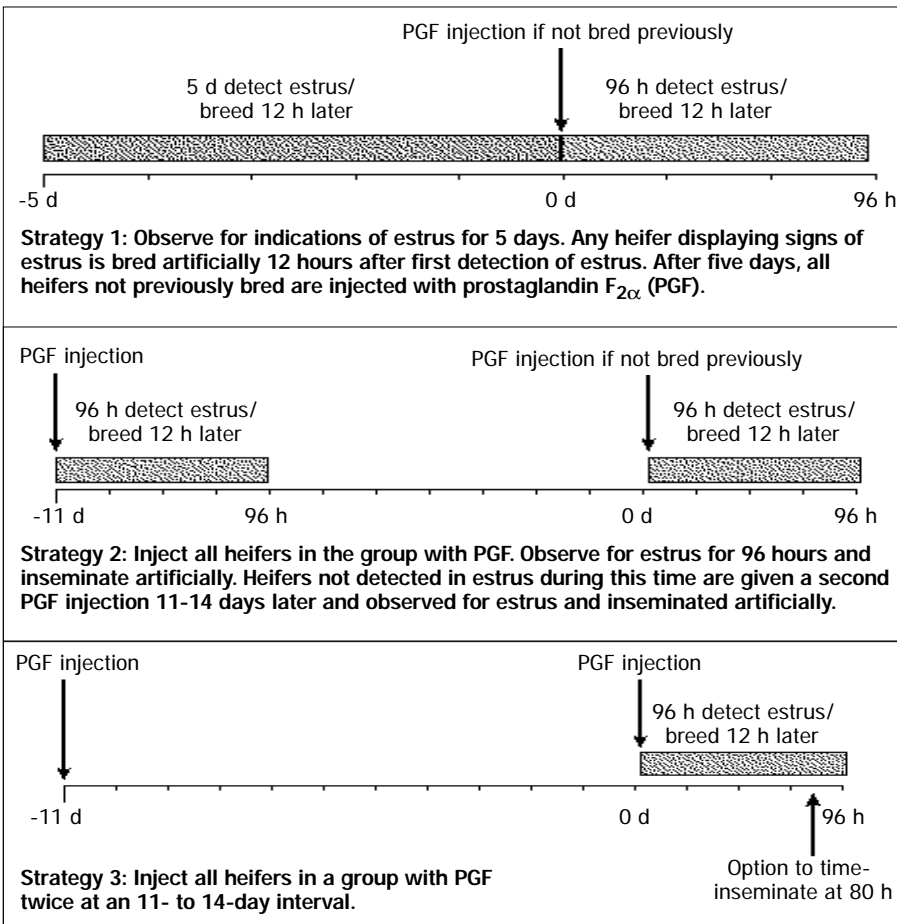 PGF injection if not bred previously
5 d detect estrus/
breed 12 h later
96 h detect estrus/
breed 12 h later
-5 d
0 d
96 h
Strategy 1: Observe for indications of estrus for 5 days. Any heifer displaying signs of
estrus is bred artificially 12 hours after first detection of estrus. After five days, all
heifers not previously bred are injected with prostaglandin F2α (PGF).
PGF injection
PGF injection if not bred previously
96 h detect estrus/
breed 12 h later
96 h detect estrus/
breed 12 h later
-11 d
96 h
0 d
96 h
Strategy 2: Inject all heifers in the group with PGF. Observe for estrus for 96 hours and
inseminate artificially. Heifers not detected in estrus during this time are given a second
PGF injection 11-14 days later and observed for estrus and inseminated artificially.
PGF injection
PGF injection
96 h detect estrus/
breed 12 h later
-11 d
0 d
96 h
Option to time-
inseminate at 80 h
Strategy 3: Inject all heifers in a group with PGF
twice at an 11- to 14-day interval.